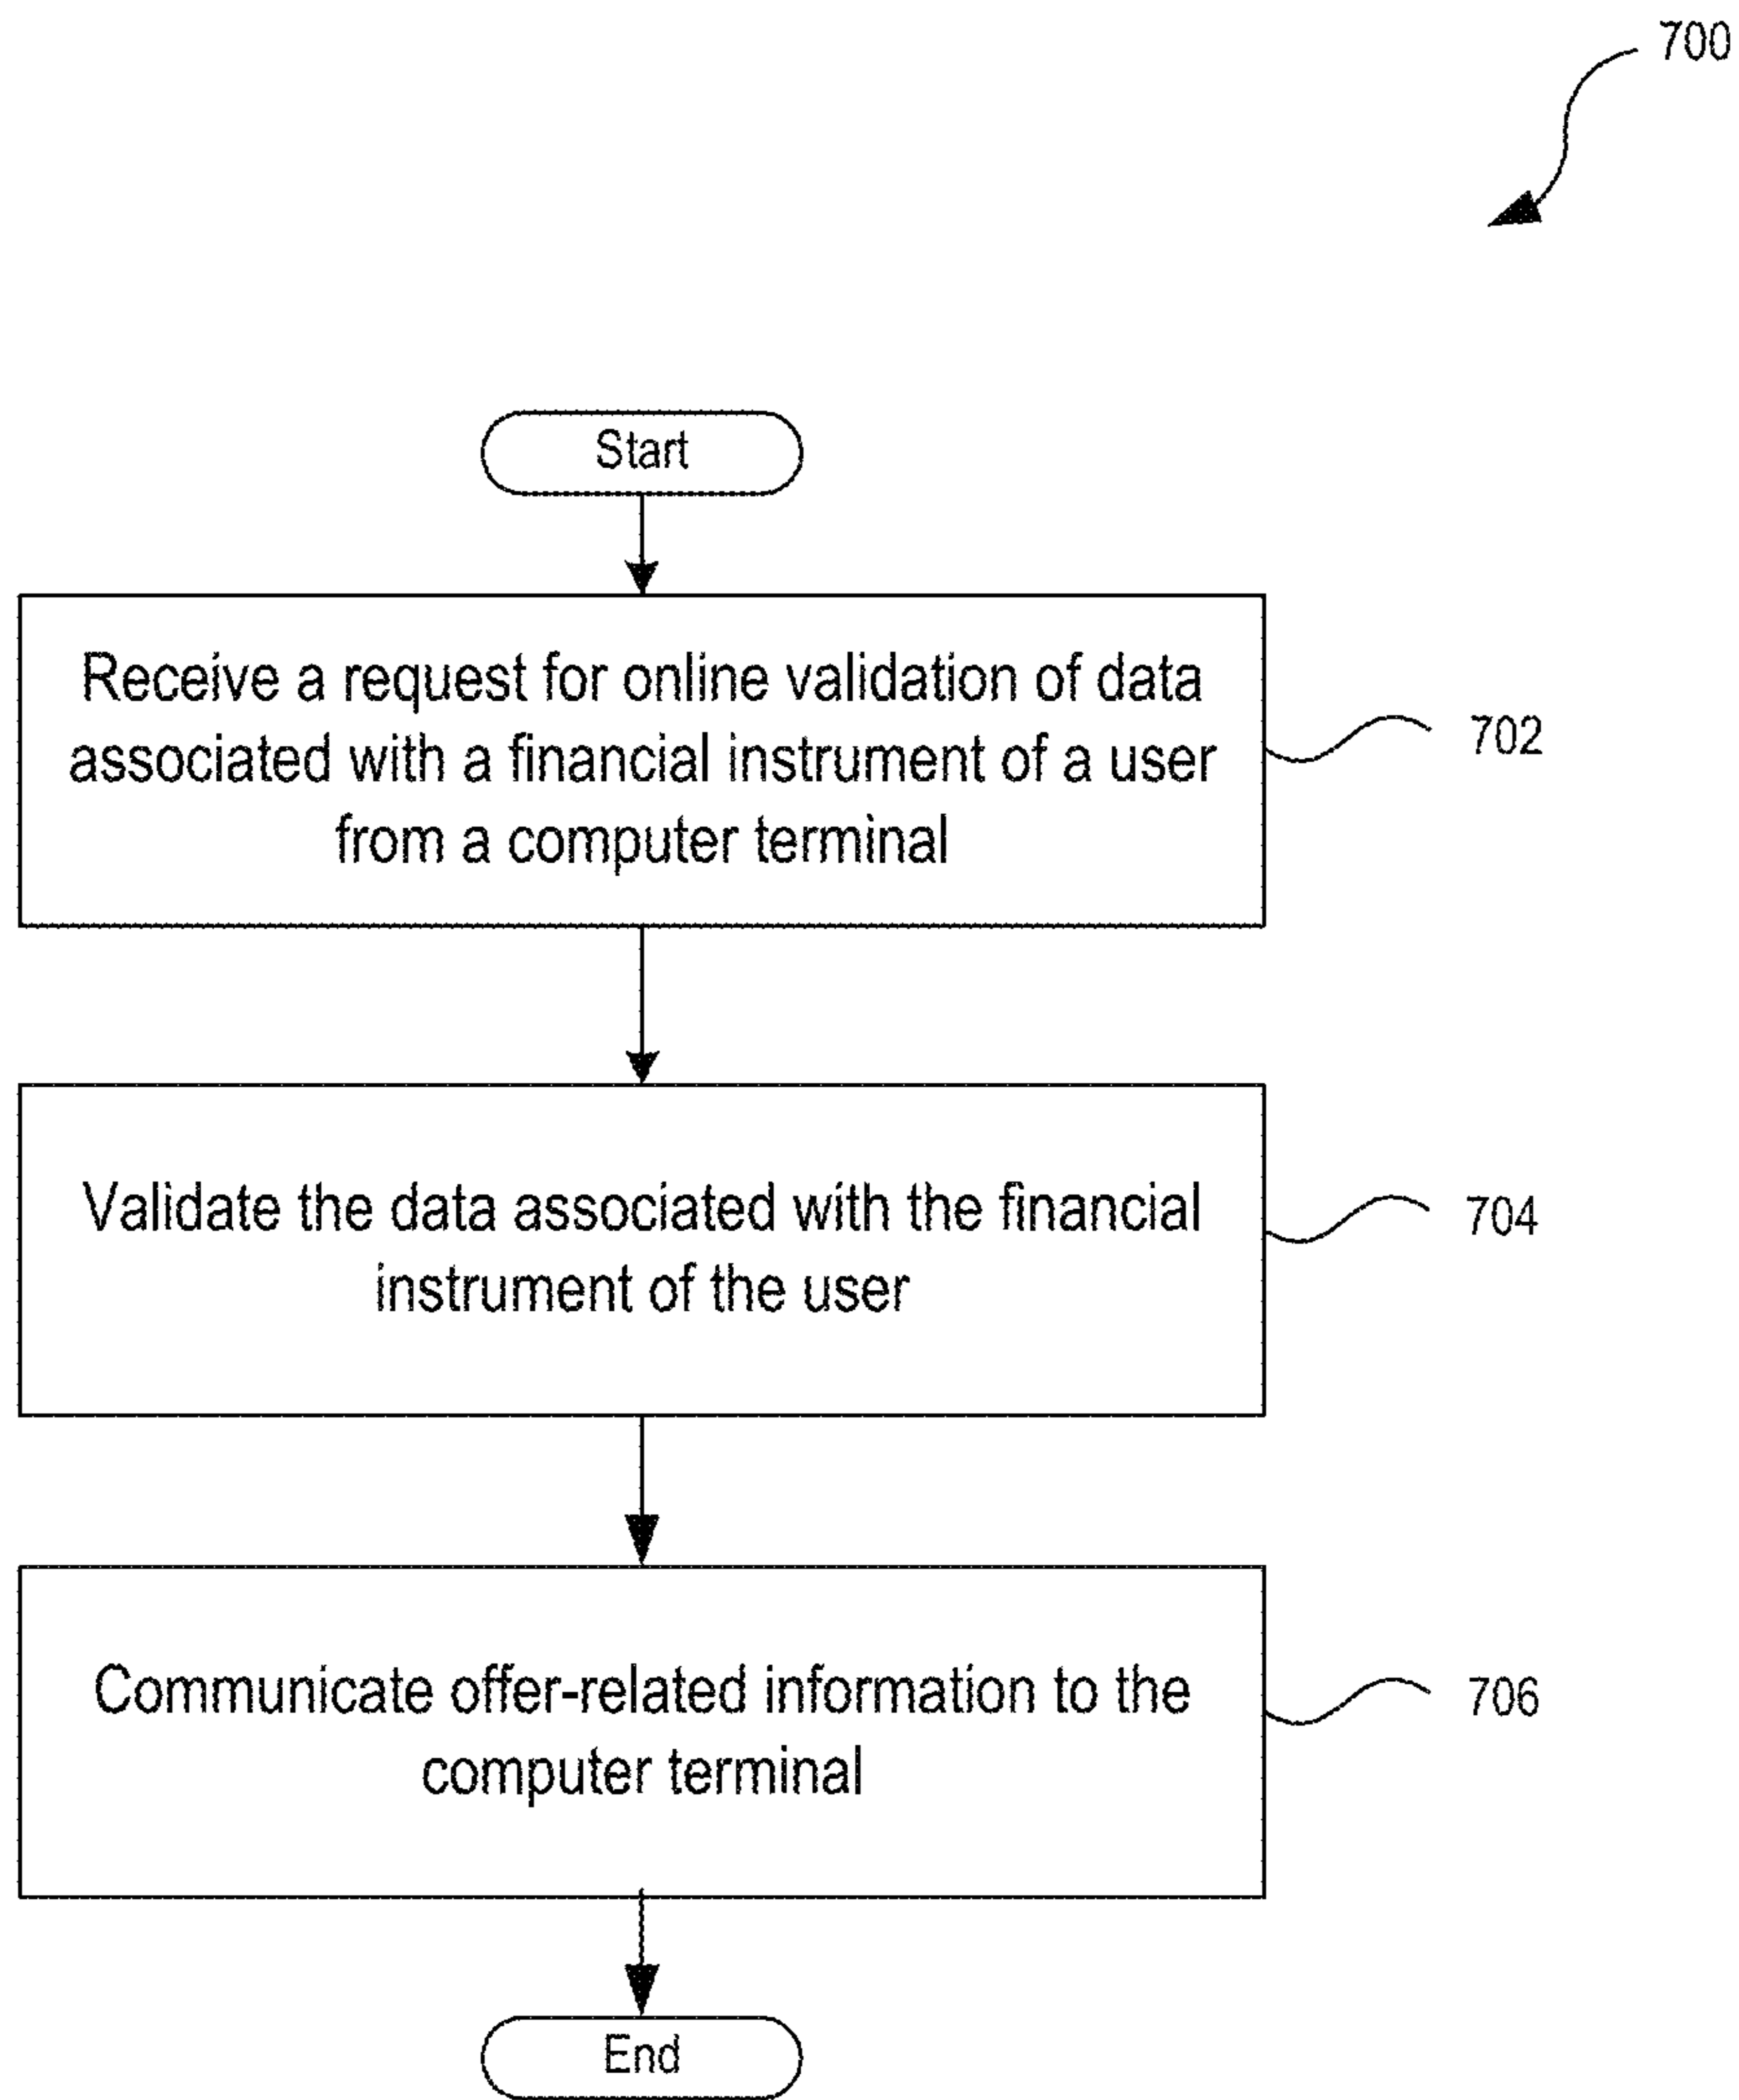 700
Start
Receive a request for online validation of data
associated with a financial instrument of a user
from a computer terminal
702
Validate the data associated with the financial
instrument of the user
704
Communicate offer-related information to the
computer terminal
706
End